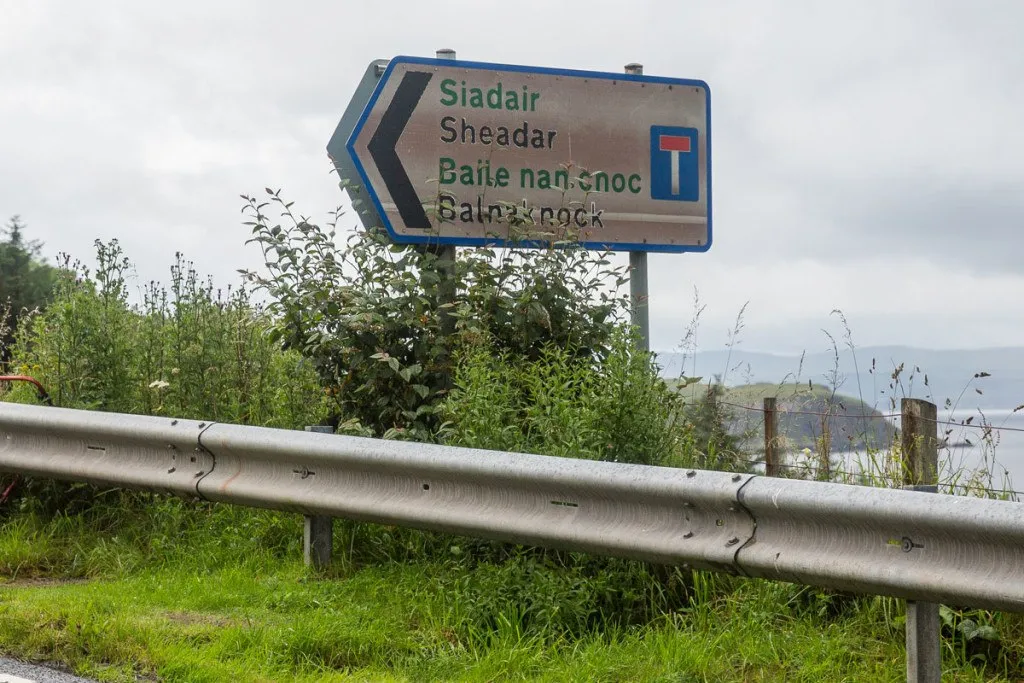 Siadair
Sheadar
Baile nan cnoc
Balnaknock